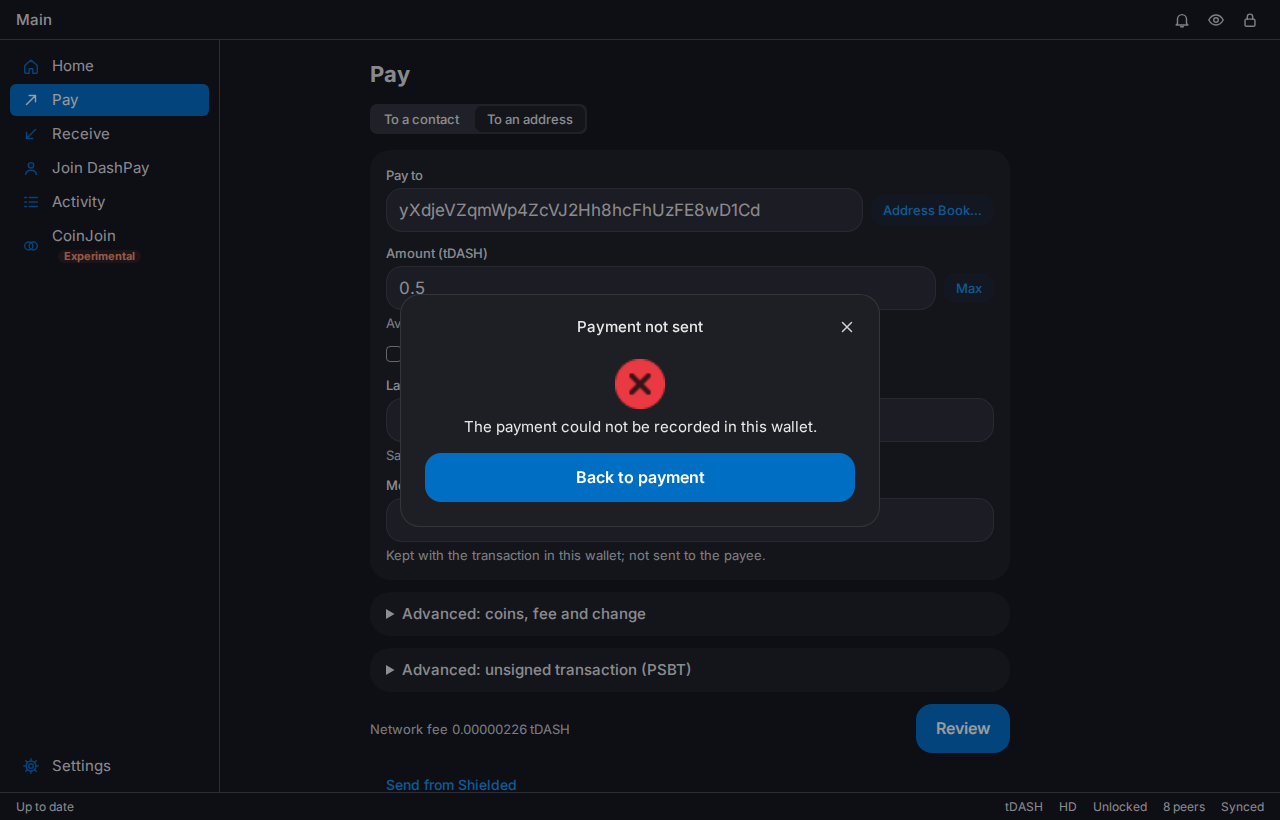 Main
Home
Pay
Receive
Join DashPay
Activity
CoinJoin
Experimental
Settings
Pay
To a contact
To an address
Pay to
yXdjeVZqmWp4ZcVJ2Hh8hcFhUzFE8wD1Cd
Address Book...
Amount (tDASH)
0.5
Max
Payment not sent
The payment could not be recorded in this wallet.
Back to payment
Kept with the transaction in this wallet; not sent to the payee.
Advanced: coins, fee and change
Advanced: unsigned transaction (PSBT)
Network fee 0.00000226 tDASH
Review
Send from Shielded
Up to date
tDASH
HD
Unlocked
8 peers
Synced